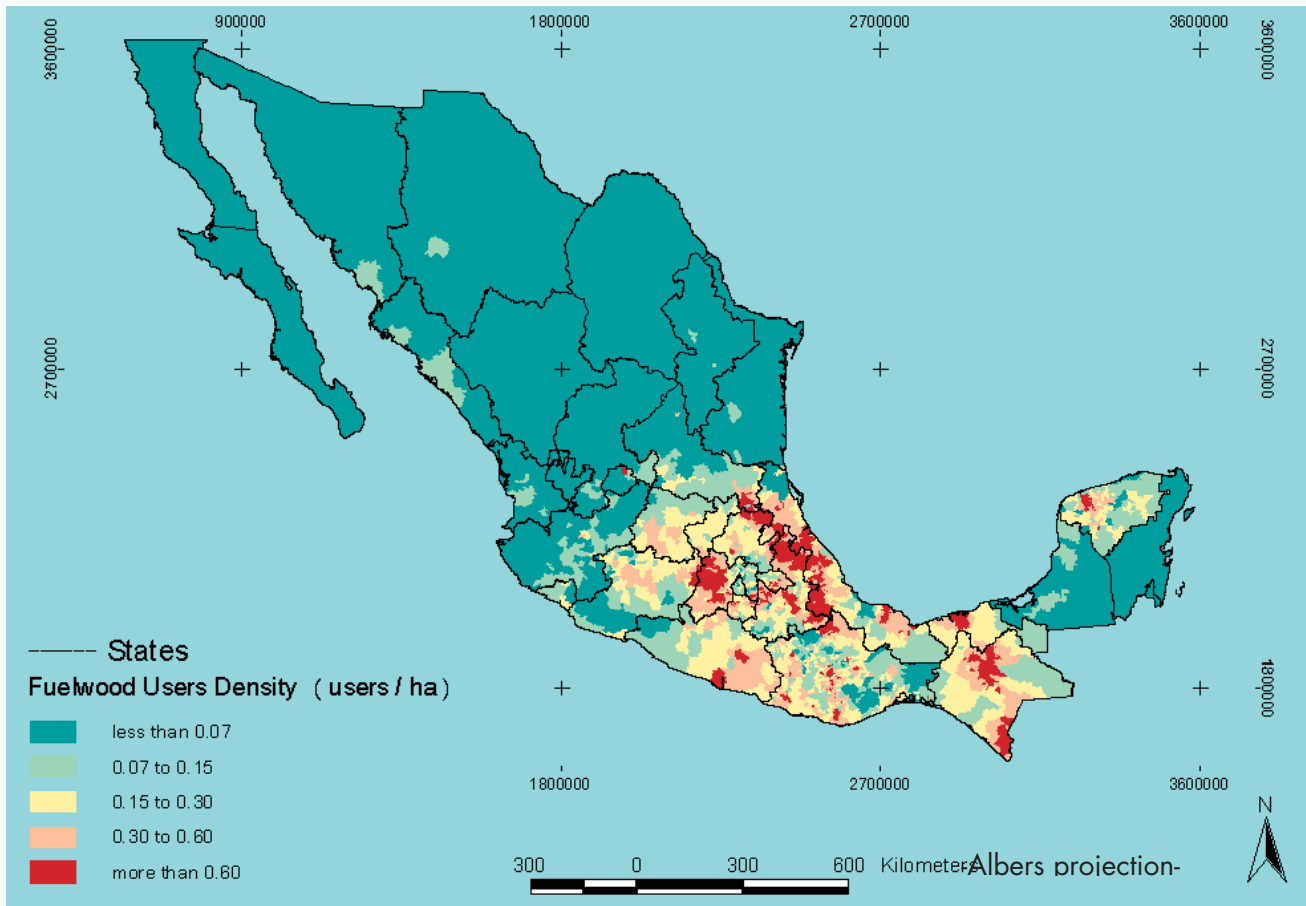 900000 1800000 2700000 3600000
3600000 3600000
2700000 2700000
1800000
States
Fuelwood Users Density ( users / ha )
less than 0.07
0.07 to 0.15
0.15 to 0.30
0.30 to 0.60
more than 0.60
1800000 2700000 3600000
N
300 0 300 600 Kilometers -Albers projection-